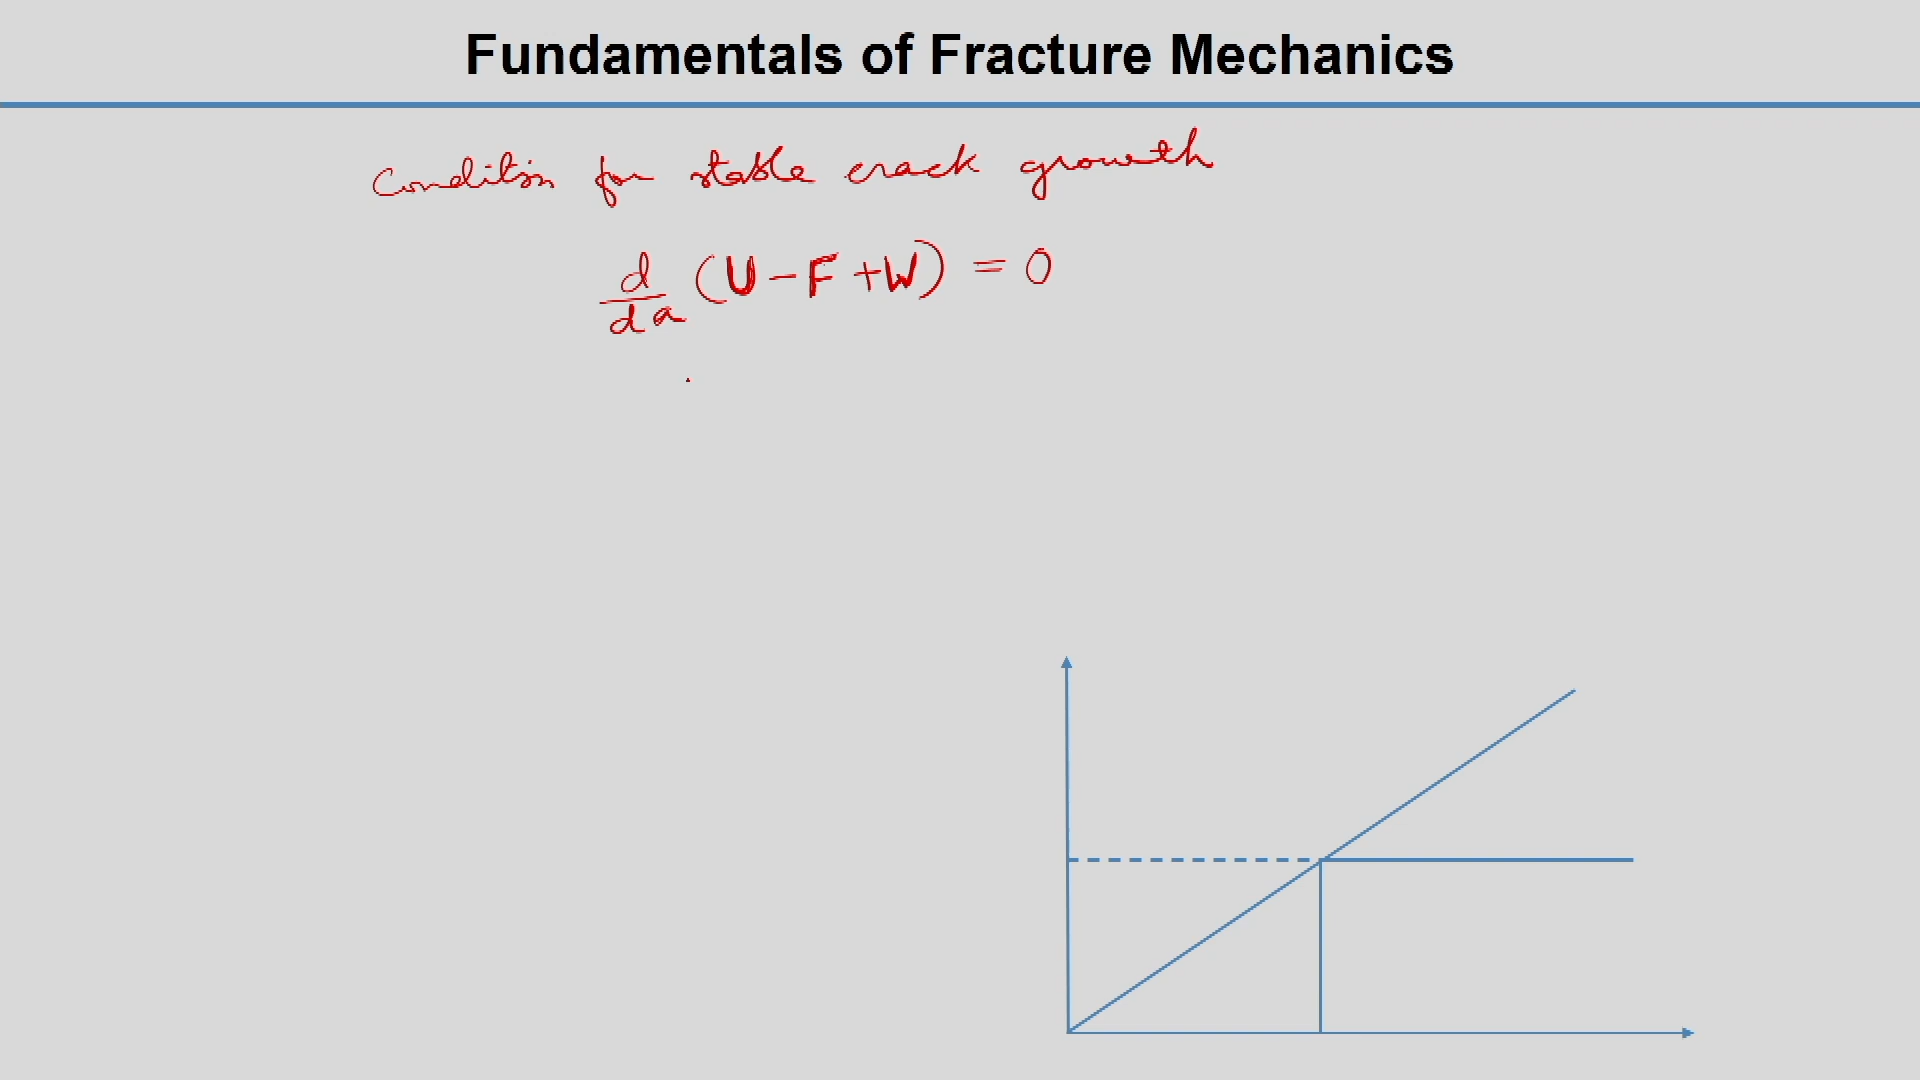 Fundamentals of Fracture Mechanics
Condition for stable crack growth
d/da (U - F + W) = 0